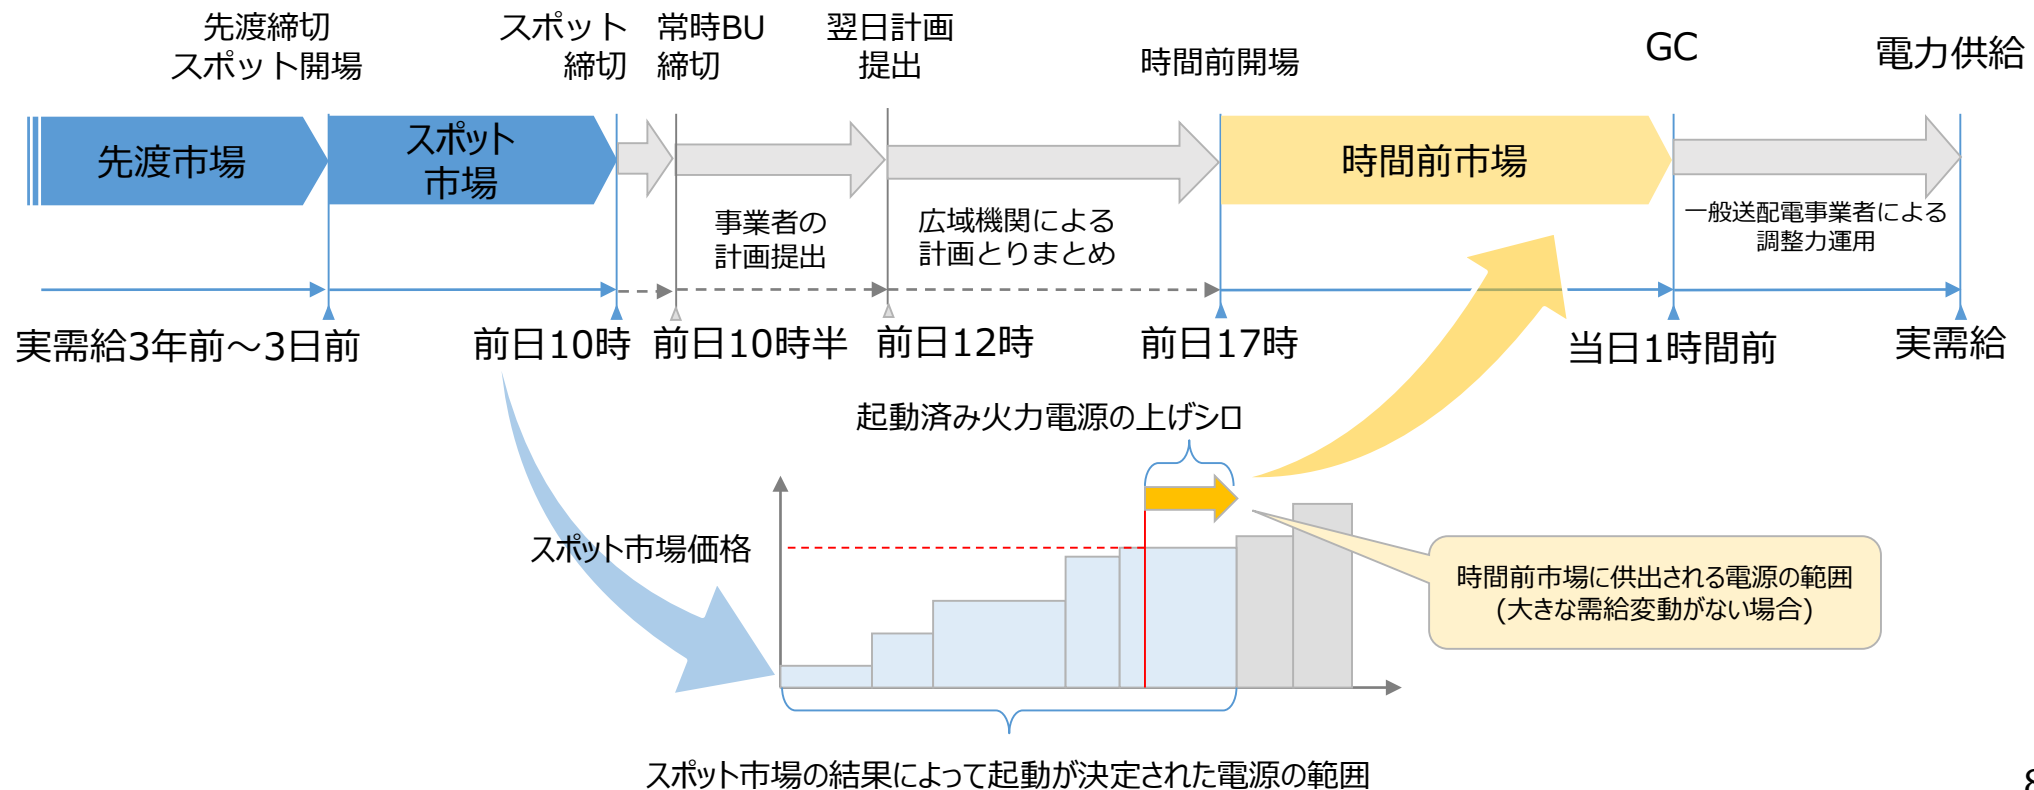 先渡締切
スポット開場
スポット
締切
常時BU
締切
翌日計画
提出
時間前開場
GC
電力供給
先渡市場
スポット
市場
時間前市場
事業者の
計画提出
広域機関による
計画とりまとめ
一般送配電事業者による
調整力運用
実需給3年前～3日前
前日10時
前日10時半
前日12時
前日17時
当日1時間前
実需給
起動済み火力電源の上げシロ
スポット市場価格
時間前市場に供出される電源の範囲
(大きな需給変動がない場合)
スポット市場の結果によって起動が決定された電源の範囲